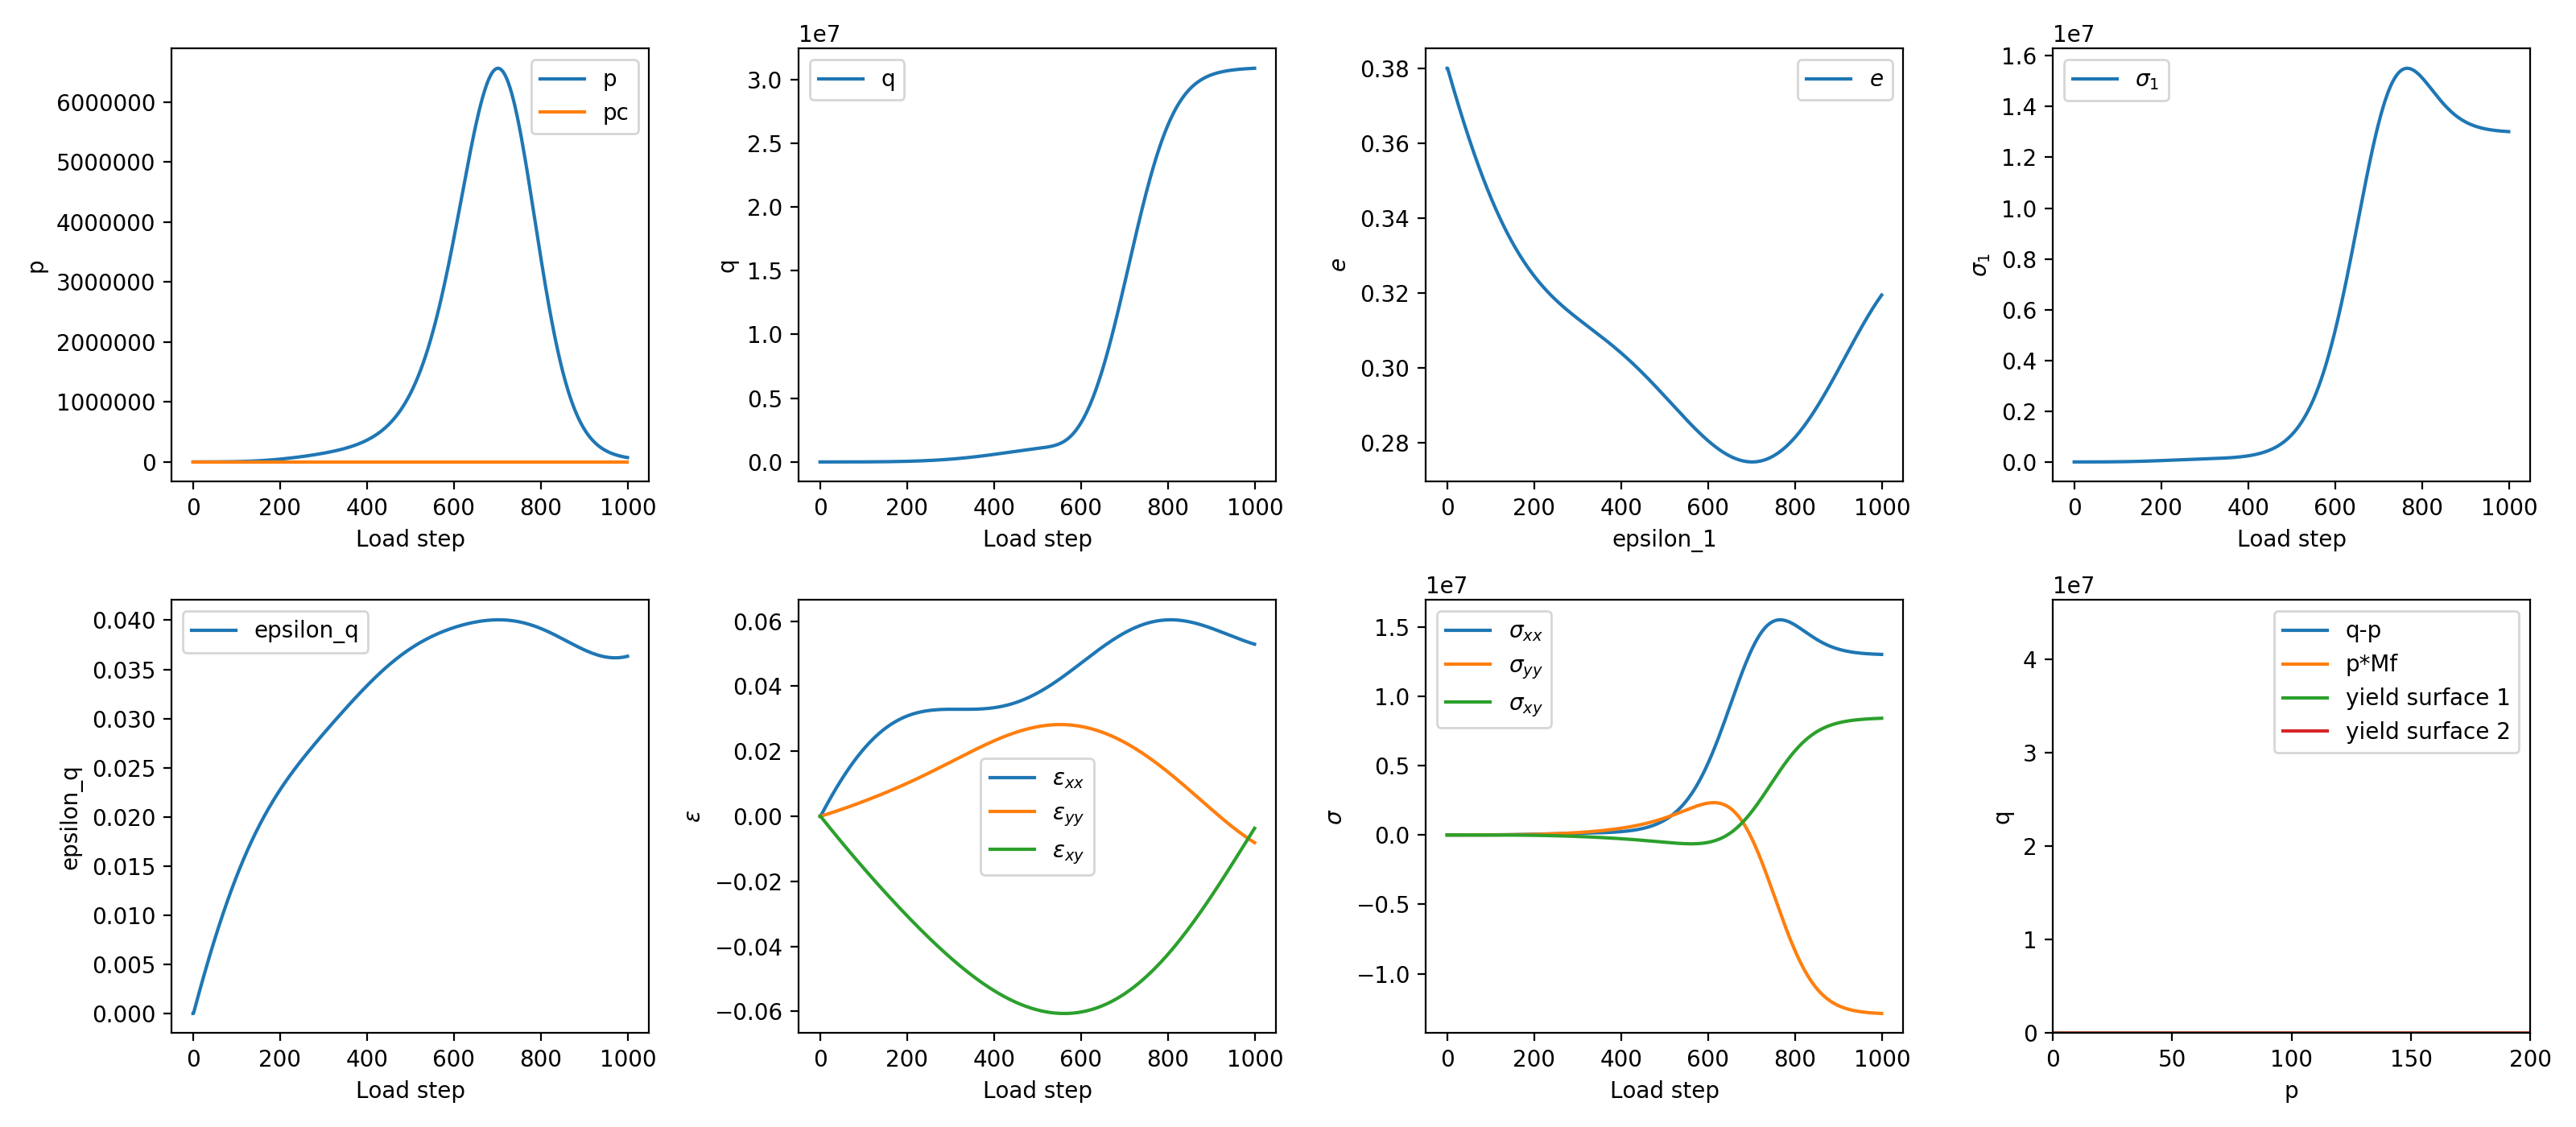 p
pc
6000000
5000000
4000000
3000000
2000000
1000000
0
p
0 200 400 600 800 1000
Load step
1e7
q
3.0
2.5
2.0
1.5
1.0
0.5
0.0
q
0 200 400 600 800 1000
Load step
e
0.38
0.36
0.34
0.32
0.30
0.28
e
0 200 400 600 800 1000
epsilon_1
1e7
σ₁
1.6
1.4
1.2
1.0
0.8
0.6
0.4
0.2
0.0
σ₁
0 200 400 600 800 1000
Load step
epsilon_q
0.040
0.035
0.030
0.025
0.020
0.015
0.010
0.005
0.000
epsilon_q
0 200 400 600 800 1000
Load step
0.06
0.04
0.02
0.00
−0.02
−0.04
−0.06
ε
ε_xx
ε_yy
ε_xy
0 200 400 600 800 1000
Load step
1e7
σ_xx
σ_yy
σ_xy
1.5
1.0
0.5
0.0
−0.5
−1.0
σ
0 200 400 600 800 1000
Load step
1e7
q-p
p*Mf
yield surface 1
yield surface 2
4
3
2
1
0
q
0 50 100 150 200
p